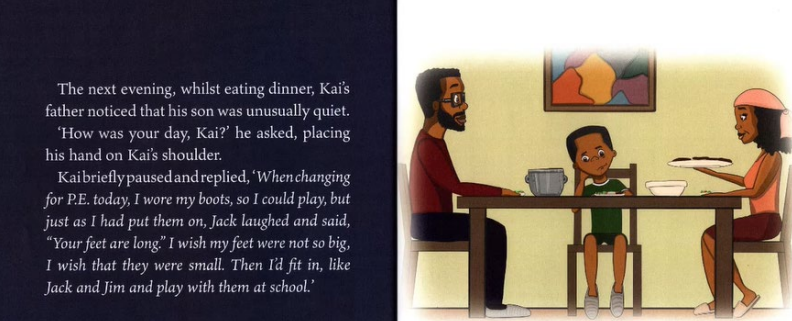 The next evening, whilst eating dinner, Kai's
father noticed that his son was unusually quiet.
'How was your day, Kai?' he asked, placing
his hand on Kai's shoulder.
Kai briefly paused and replied, 'When changing
for P.E. today, I wore my boots, so I could play, but
just as I had put them on, Jack laughed and said,
"Your feet are long." I wish my feet were not so big,
I wish that they were small. Then I'd fit in, like
Jack and Jim and play with them at school.'